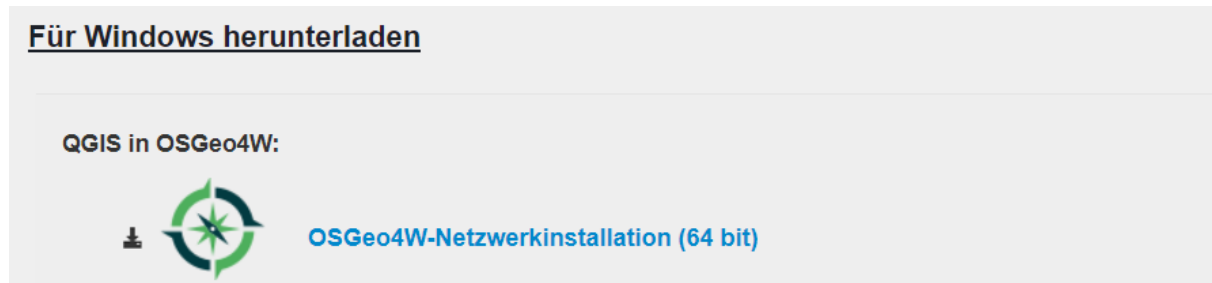 Für Windows herunterladen
QGIS in OSGeo4W:
OSGeo4W-Netzwerkinstallation (64 bit)